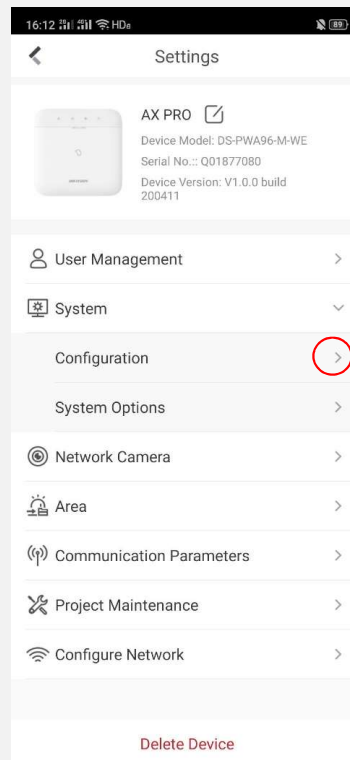 16:12 HD
89
Settings
AX PRO
Device Model: DS-PWA96-M-WE
Serial No.:: Q01877080
Device Version: V1.0.0 build
200411
User Management
System
Configuration
System Options
Network Camera
Area
Communication Parameters
Project Maintenance
Configure Network
Delete Device